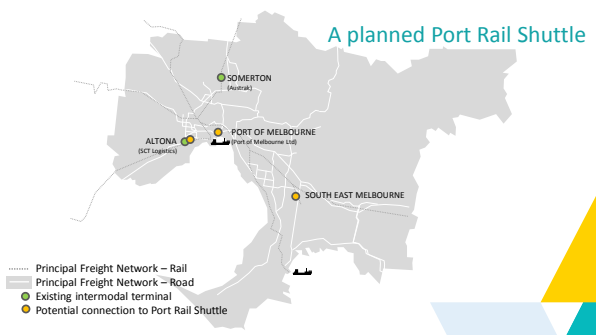 A planned Port Rail Shuttle
SOMERTON
(Austrak)
PORT OF MELBOURNE
(Port of Melbourne Ltd)
ALTONA
(SCT Logistics)
SOUTH EAST MELBOURNE
Principal Freight Network – Rail
Principal Freight Network – Road
Existing intermodal terminal
Potential connection to Port Rail Shuttle